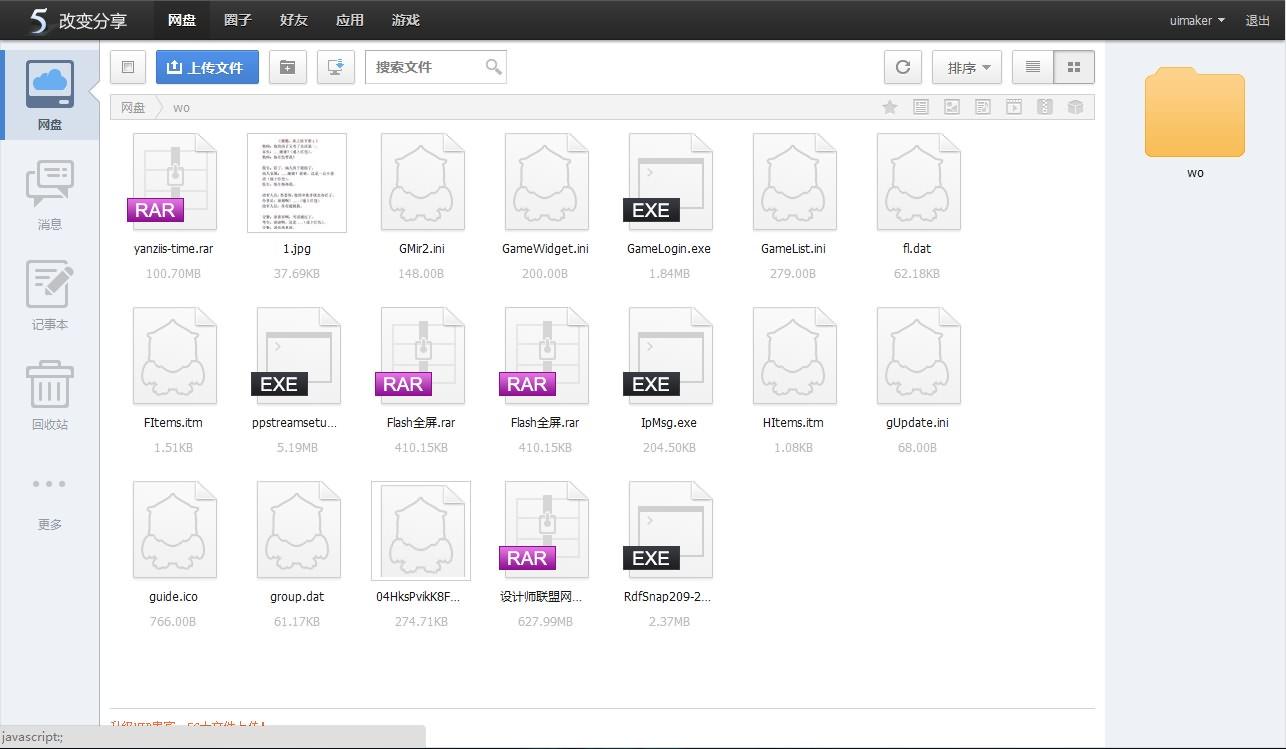 5 改变分享 网盘 圈子 好友 应用 游戏 uimaker 退出
上传文件 搜索文件 排序
网盘 wo
网盘
消息
记事本
回收站
更多
wo
RAR EXE
yanziis-time.rar 1.jpg GMir2.ini GameWidget.ini GameLogin.exe GameList.ini fl.dat
100.70MB 37.69KB 148.00B 200.00B 1.84MB 279.00B 62.18KB
EXE RAR RAR EXE
FItems.itm ppstreamsetu... Flash全屏.rar Flash全屏.rar IpMsg.exe HItems.itm gUpdate.ini
1.51KB 5.19MB 410.15KB 410.15KB 204.50KB 1.08KB 68.00B
RAR EXE
guide.ico group.dat 04HksPvikK8F... 设计师联盟网... RdfSnap209-2...
766.00B 61.17KB 274.71KB 627.99MB 2.37MB
javascript:;